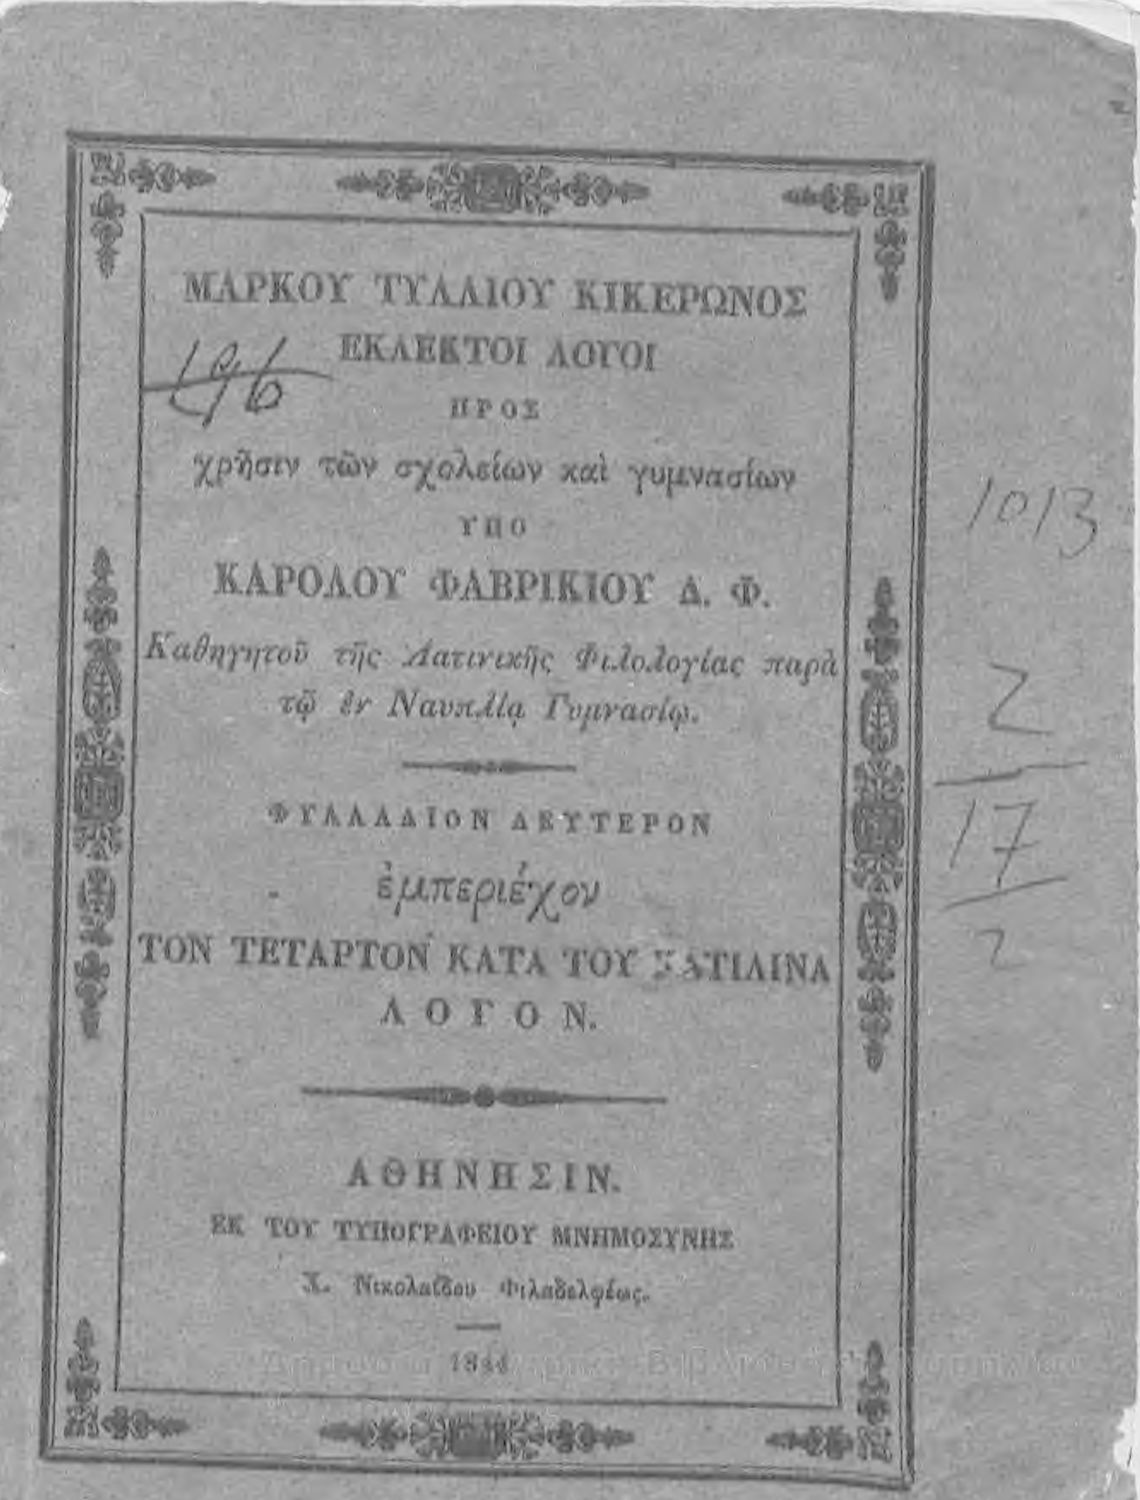 ΜΑΡΚΟΥ ΤΥΛΛΙΟΥ ΚΙΚΕΡΩΝΟΣ
ΕΚΛΕΚΤΟΙ ΛΟΓΟΙ
196
ΠΡΟΣ
χρῆσιν τῶν σχολείων καὶ γυμνασίων
ΥΠΟ
ΚΑΡΟΛΟΥ ΦΑΒΡΙΚΙΟΥ Δ. Φ.
Καθηγητοῦ τῆς Λατινικῆς Φιλολογίας παρὰ
τῷ ἐν Ναυπλίᾳ Γυμνασίῳ.
ΦΥΛΛΑΔΙΟΝ ΔΕΥΤΕΡΟΝ
ἐμπεριέχον
ΤΟΝ ΤΕΤΑΡΤΟΝ ΚΑΤΑ ΤΟΥ ΚΑΤΙΛΙΝΑ
ΛΟΓΟΝ.
ΑΘΗΝΗΣΙΝ.
ΕΚ ΤΟΥ ΤΥΠΟΓΡΑΦΕΙΟΥ ΜΝΗΜΟΣΥΝΗΣ
Χ. Νικολαΐδου Φιλαδελφέως.
1013
2
17
2